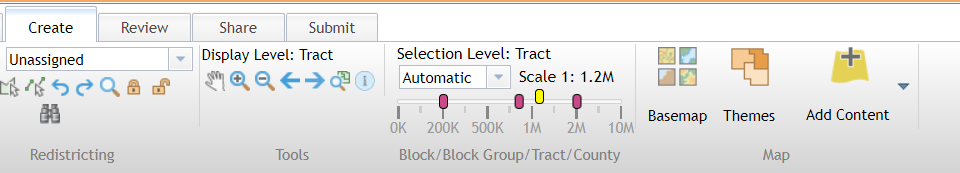 Create Review Share Submit
Unassigned Display Level: Tract Selection Level: Tract
Automatic Scale 1: 1.2M
0K 200K 500K 1M 2M 10M
Basemap Themes Add Content
Redistricting Tools Block/Block Group/Tract/County Map